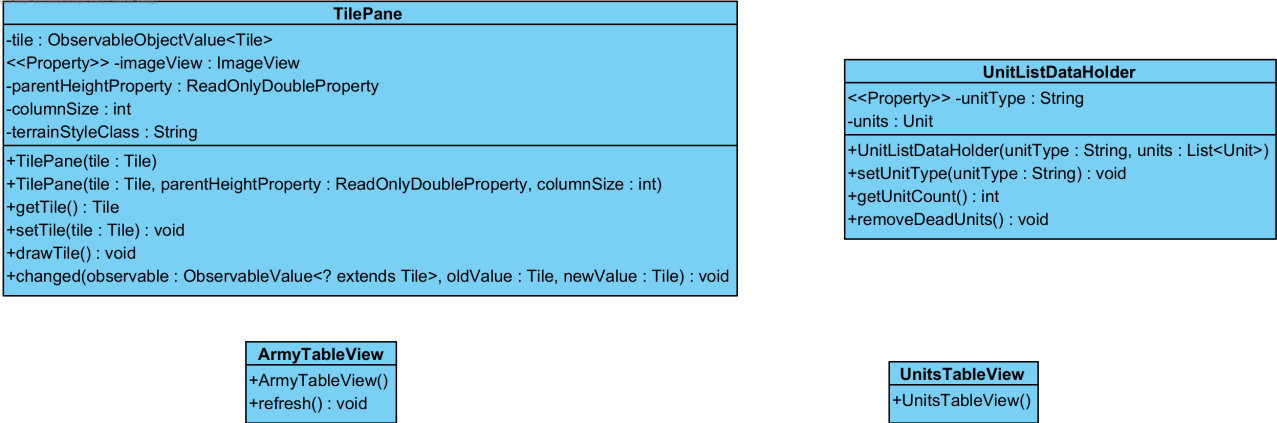 TilePane
-tile : ObservableObjectValue<Tile>
<<Property>> -imageView : ImageView
-parentHeightProperty : ReadOnlyDoubleProperty
-columnSize : int
-terrainStyleClass : String
+TilePane(tile : Tile)
+TilePane(tile : Tile, parentHeightProperty : ReadOnlyDoubleProperty, columnSize : int)
+getTile() : Tile
+setTile(tile : Tile) : void
+drawTile() : void
+changed(observable : ObservableValue<? extends Tile>, oldValue : Tile, newValue : Tile) : void
UnitListDataHolder
<<Property>> -unitType : String
-units : Unit
+UnitListDataHolder(unitType : String, units : List<Unit>)
+setUnitType(unitType : String) : void
+getUnitCount() : int
+removeDeadUnits() : void
ArmyTableView
+ArmyTableView()
+refresh() : void
UnitsTableView
+UnitsTableView()